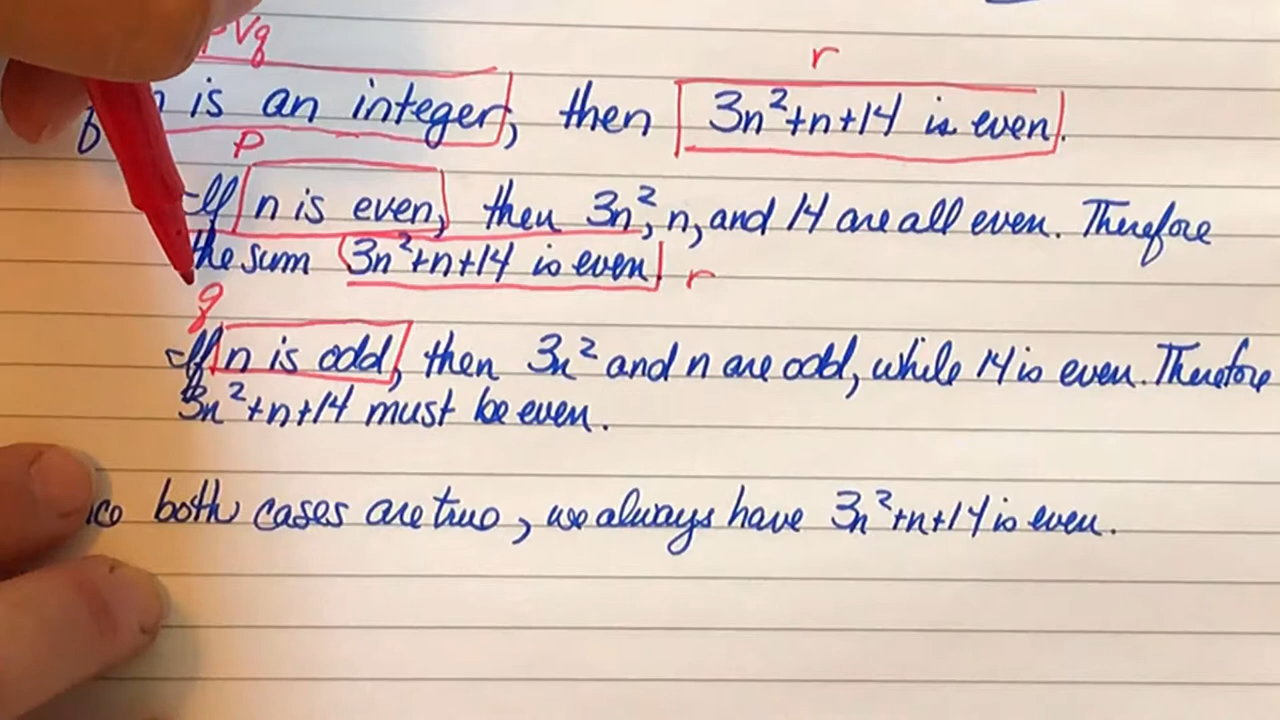 p∨q
r
n is an integer, then 3n²+n+14 is even.
p
If n is even, then 3n², n, and 14 are all even. Therefore
the sum 3n²+n+14 is even r
q
If n is odd, then 3n² and n are odd, while 14 is even. Therefore
3n²+n+14 must be even.
both cases are true, we always have 3n²+n+14 is even.